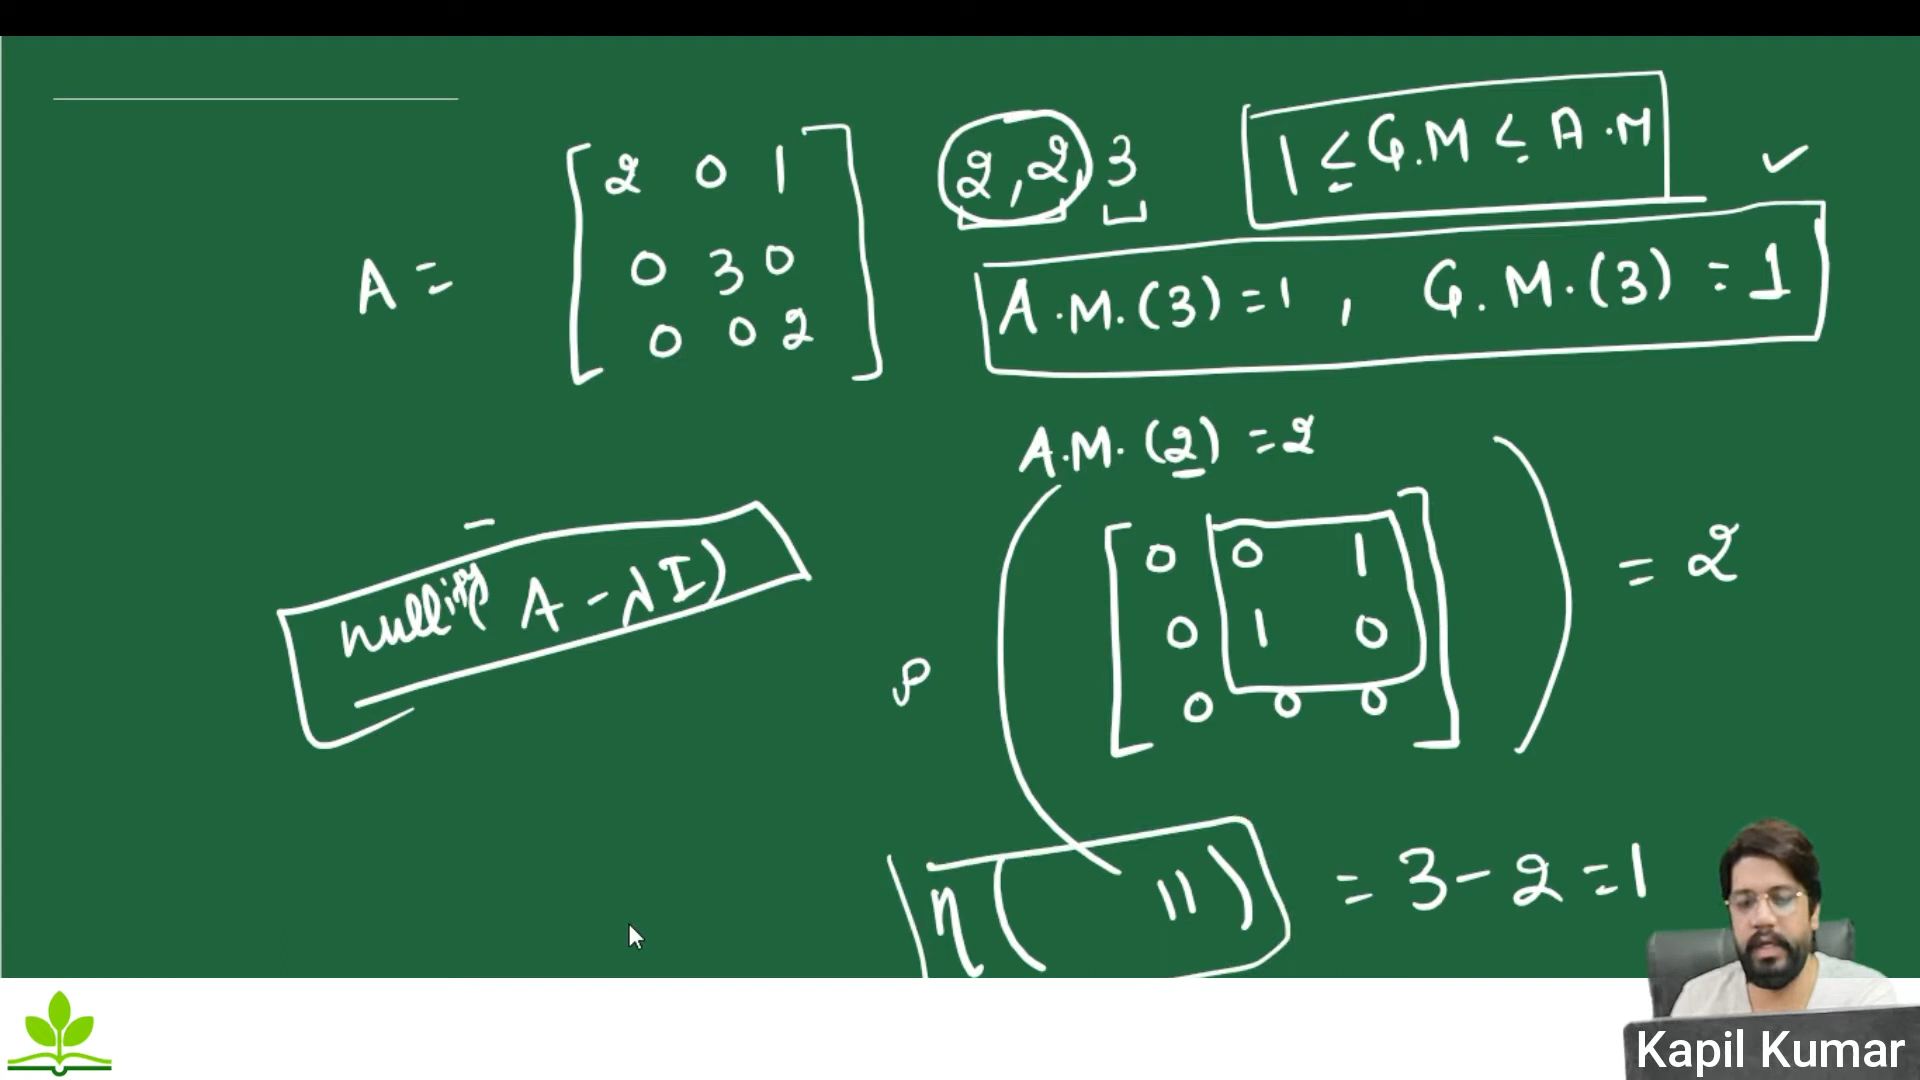 A = [ 2 0 1
0 3 0
0 0 2 ]
2, 2, 3
1 ≤ G.M ≤ A.M
✓
A.M.(3) = 1 , G.M.(3) = 1
A.M.(2) = 2
nullity A - λI)
ρ ( [ 0 0 1
0 1 0
0 0 0 ] ) = 2
η( 11 ) = 3 - 2 = 1
Kapil Kumar